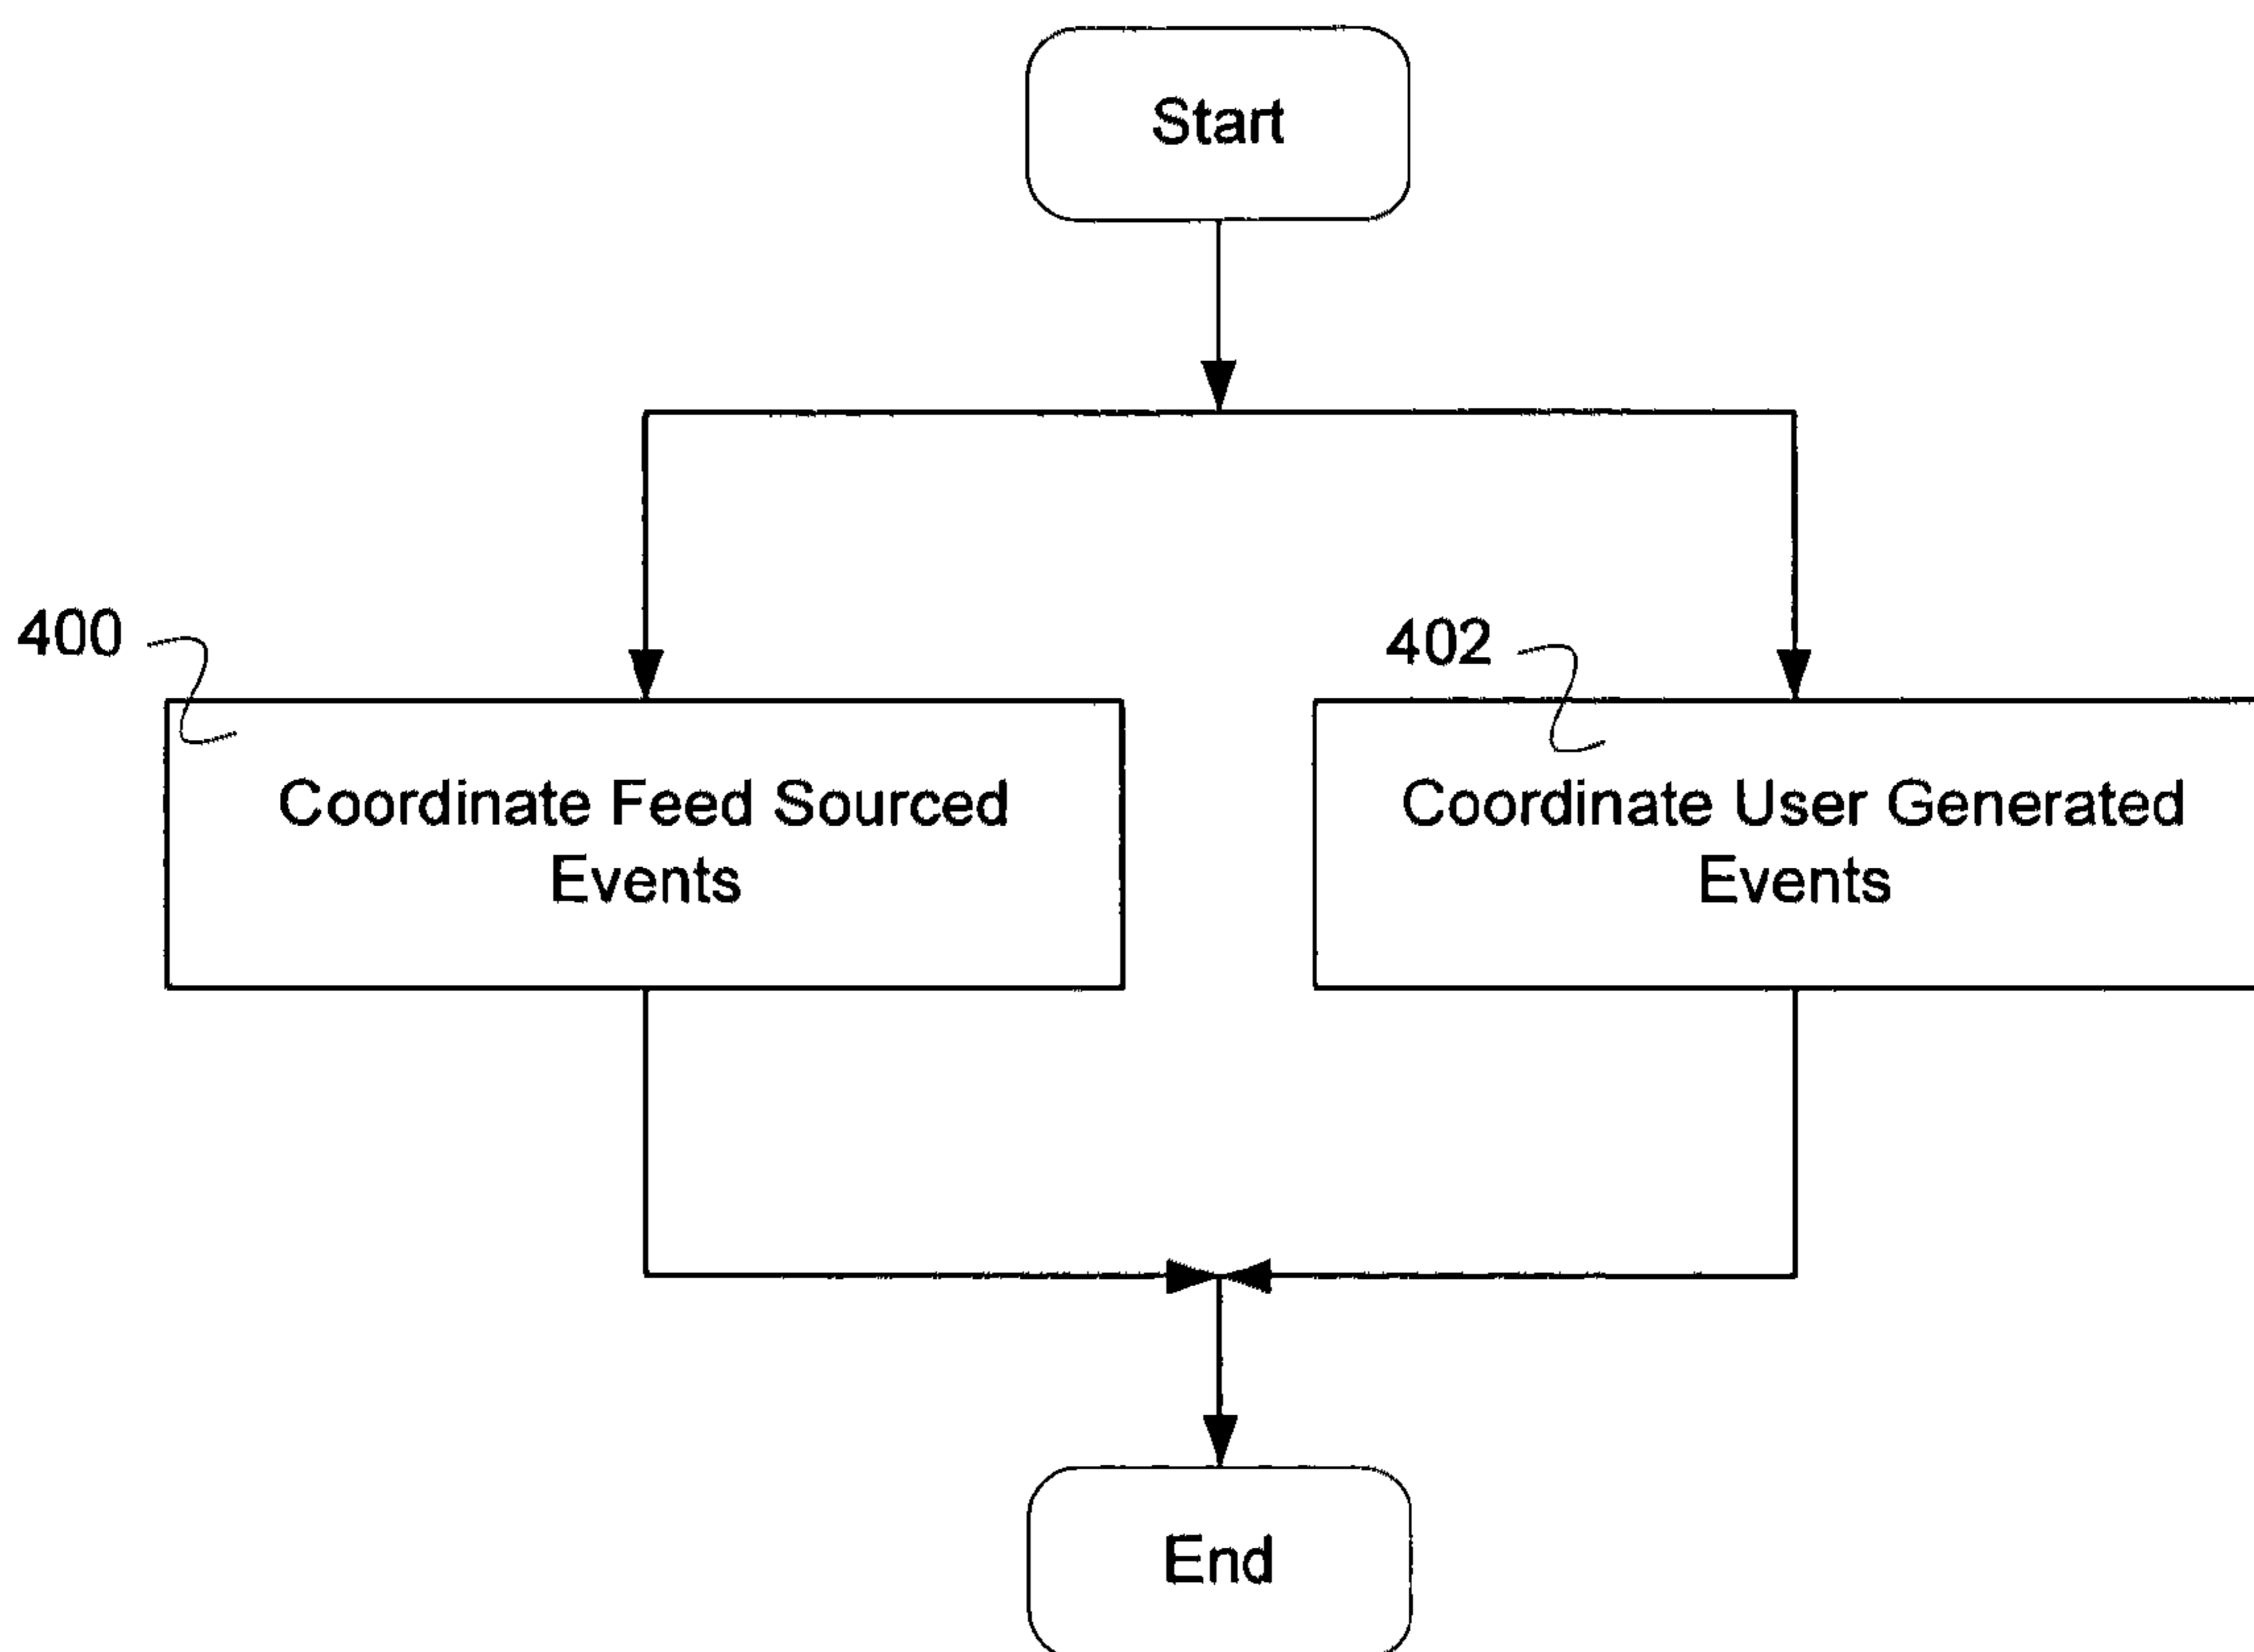 Start
400
402
Coordinate Feed Sourced
Events
Coordinate User Generated
Events
End